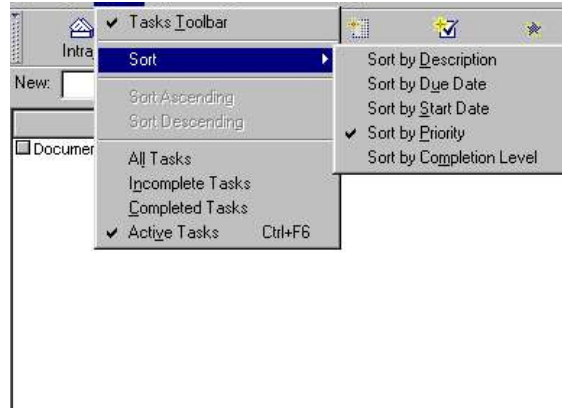 Tasks Toolbar
Intra
Sort
New:
Sort Ascending
Sort Descending
Documen
All Tasks
Incomplete Tasks
Completed Tasks
Active Tasks Ctrl+F6
Sort by Description
Sort by Due Date
Sort by Start Date
Sort by Priority
Sort by Completion Level